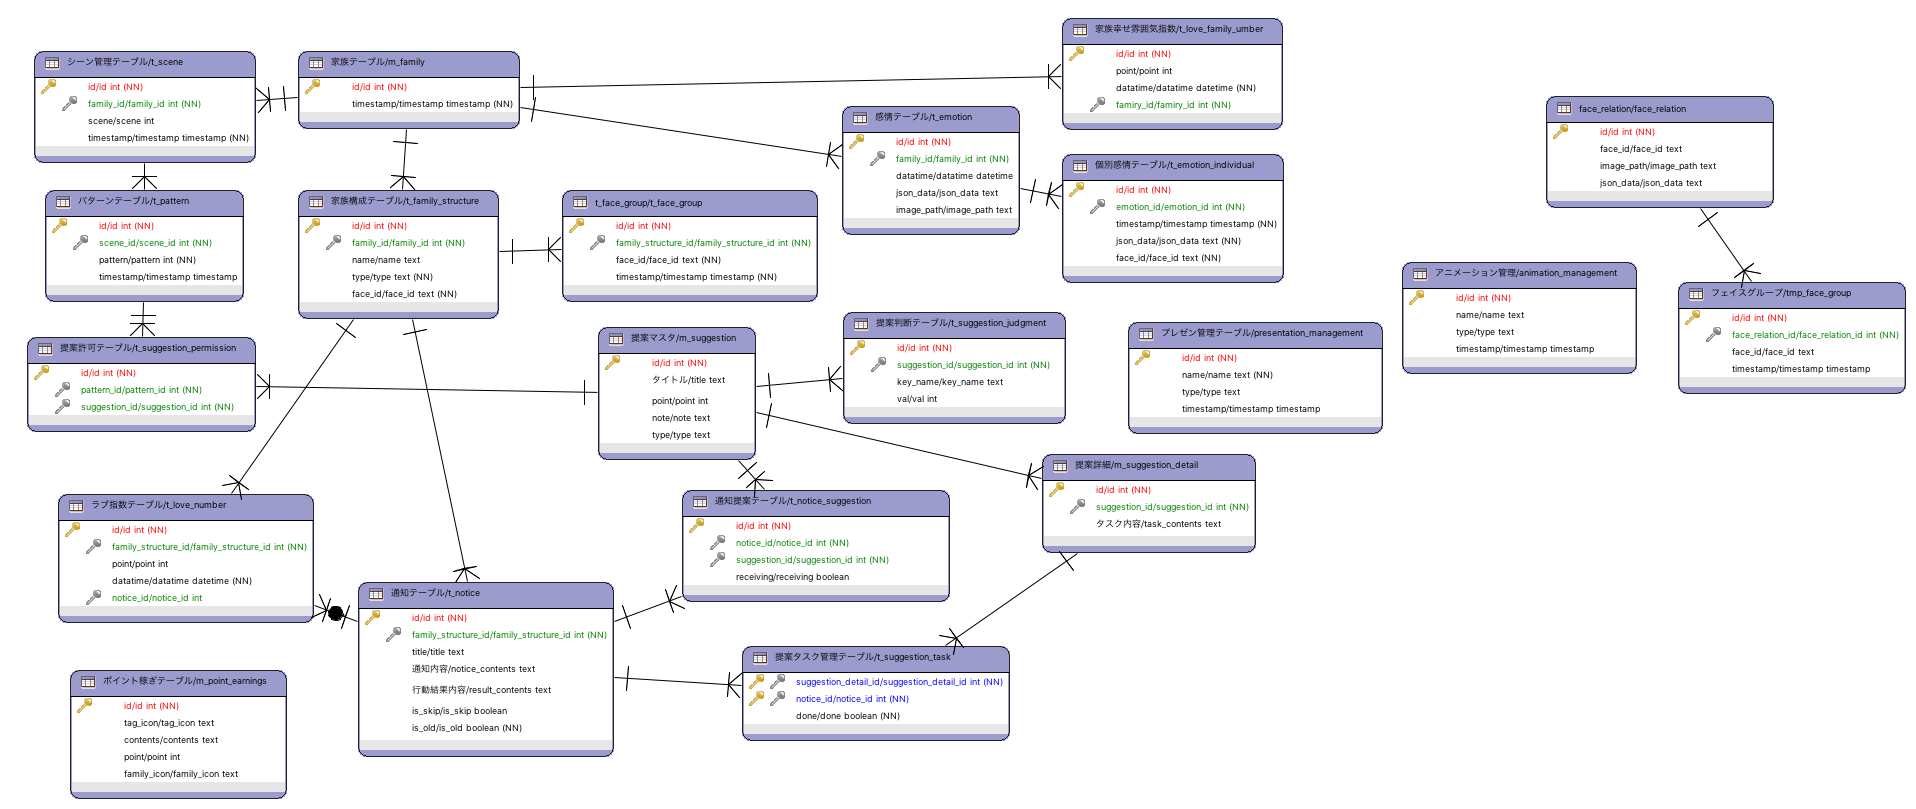 シーン管理テーブル/t_scene
id/id int (NN)
family_id/family_id int (NN)
scene/scene int
timestamp/timestamp timestamp (NN)
家族テーブル/m_family
id/id int (NN)
timestamp/timestamp timestamp (NN)
家族幸せ雰囲気指数/t_love_family_umber
id/id int (NN)
point/point int
datatime/datatime datetime (NN)
famiry_id/famiry_id int (NN)
感情テーブル/t_emotion
id/id int (NN)
family_id/family_id int (NN)
datatime/datatime datetime
json_data/json_data text
image_path/image_path text
個別感情テーブル/t_emotion_individual
id/id int (NN)
emotion_id/emotion_id int (NN)
timestamp/timestamp timestamp (NN)
json_data/json_data text (NN)
face_id/face_id text (NN)
face_relation/face_relation
id/id int (NN)
face_id/face_id text
image_path/image_path text
json_data/json_data text
パターンテーブル/t_pattern
id/id int (NN)
scene_id/scene_id int (NN)
pattern/pattern int (NN)
timestamp/timestamp timestamp
家族構成テーブル/t_family_structure
id/id int (NN)
family_id/family_id int (NN)
name/name text
type/type text (NN)
face_id/face_id text (NN)
t_face_group/t_face_group
id/id int (NN)
family_structure_id/family_structure_id int (NN)
face_id/face_id text (NN)
timestamp/timestamp timestamp (NN)
アニメーション管理/animation_management
id/id int (NN)
name/name text
type/type text
timestamp/timestamp timestamp
フェイスグループ/tmp_face_group
id/id int (NN)
face_relation_id/face_relation_id int (NN)
face_id/face_id text
timestamp/timestamp timestamp
提案許可テーブル/t_suggestion_permission
id/id int (NN)
pattern_id/pattern_id int (NN)
suggestion_id/suggestion_id int (NN)
提案マスタ/m_suggestion
id/id int (NN)
タイトル/title text
point/point int
note/note text
type/type text
提案判断テーブル/t_suggestion_judgment
id/id int (NN)
suggestion_id/suggestion_id int (NN)
key_name/key_name text
val/val int
プレゼン管理テーブル/presentation_management
id/id int (NN)
name/name text (NN)
type/type text
timestamp/timestamp timestamp
提案詳細/m_suggestion_detail
id/id int (NN)
suggestion_id/suggestion_id int (NN)
タスク内容/task_contents text
ラブ指数テーブル/t_love_number
id/id int (NN)
family_structure_id/family_structure_id int (NN)
point/point int
datatime/datatime datetime (NN)
notice_id/notice_id int
通知提案テーブル/t_notice_suggestion
id/id int (NN)
notice_id/notice_id int (NN)
suggestion_id/suggestion_id int (NN)
receiving/receiving boolean
通知テーブル/t_notice
id/id int (NN)
family_structure_id/family_structure_id int (NN)
title/title text
通知内容/notice_contents text
行動結果内容/result_contents text
is_skip/is_skip boolean
is_old/is_old boolean (NN)
提案タスク管理テーブル/t_suggestion_task
suggestion_detail_id/suggestion_detail_id int (NN)
notice_id/notice_id int (NN)
done/done boolean (NN)
ポイント稼ぎテーブル/m_point_earnings
id/id int (NN)
tag_icon/tag_icon text
contents/contents text
point/point int
family_icon/family_icon text